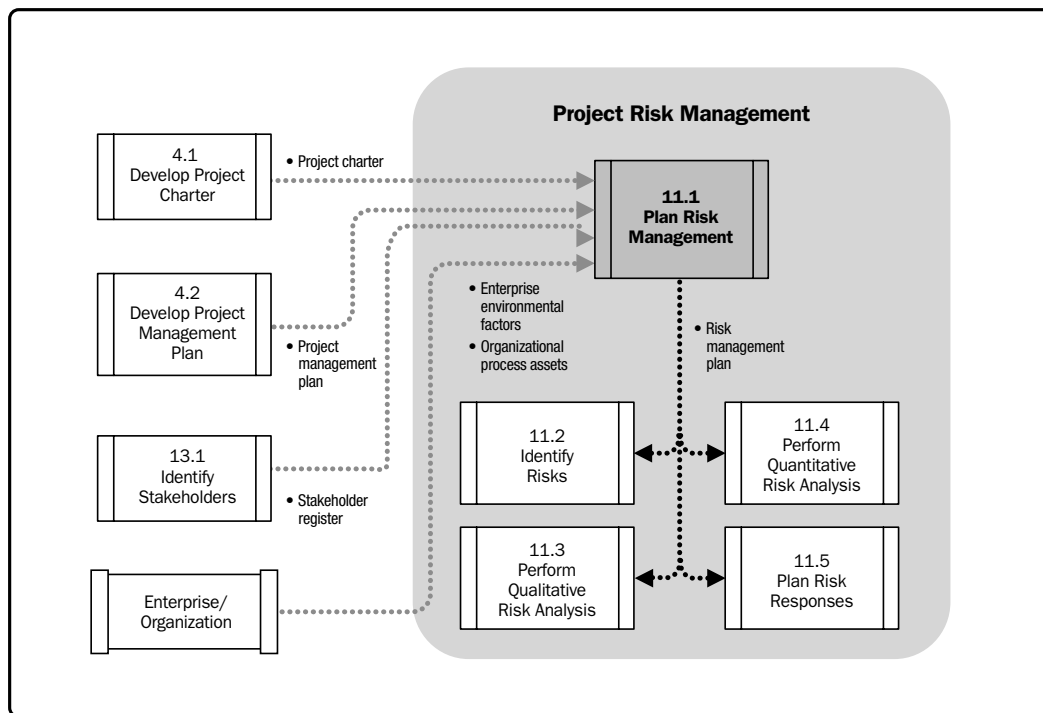 Project Risk Management
4.1
Develop Project
Charter
• Project charter
11.1
Plan Risk
Management
4.2
Develop Project
Management
Plan
• Project
management
plan
• Enterprise
environmental
factors
• Organizational
process assets
• Risk
management
plan
13.1
Identify
Stakeholders
• Stakeholder
register
11.2
Identify
Risks
11.4
Perform
Quantitative
Risk Analysis
11.3
Perform
Qualitative
Risk Analysis
11.5
Plan Risk
Responses
Enterprise/
Organization